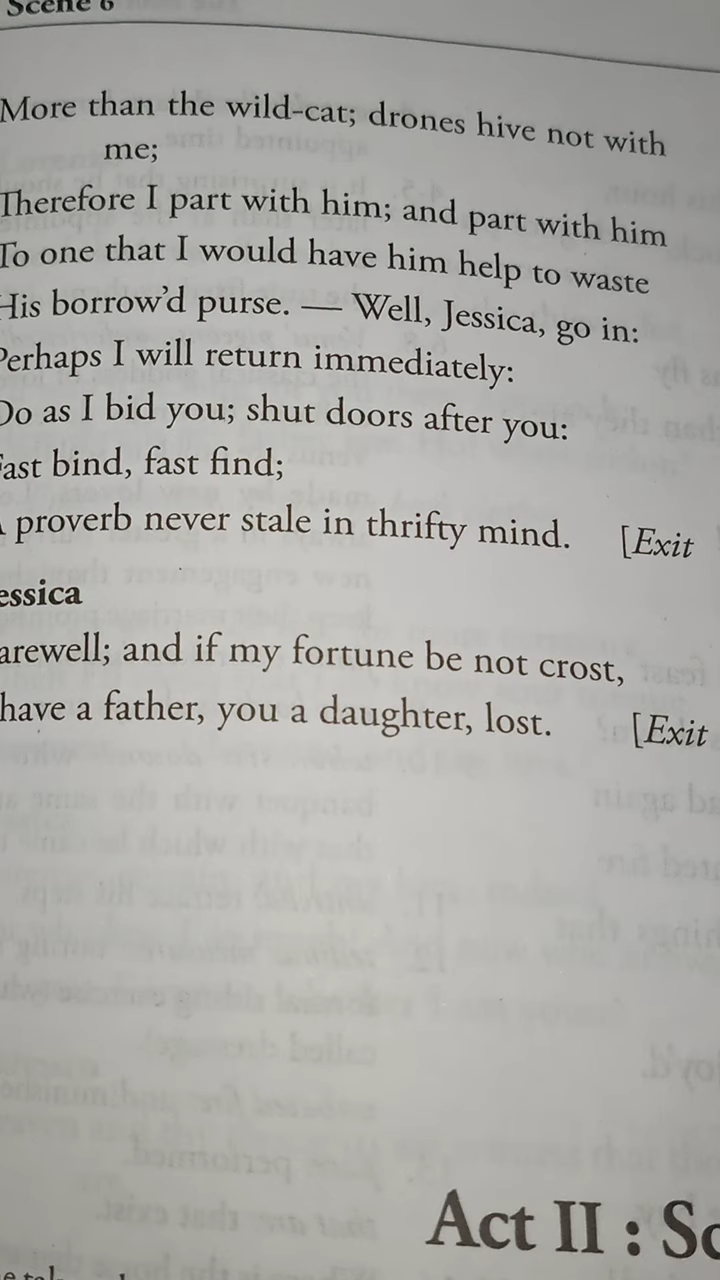 Scene 6
More than the wild-cat; drones hive not with
me;
Therefore I part with him; and part with him
To one that I would have him help to waste
His borrow'd purse. — Well, Jessica, go in:
Perhaps I will return immediately:
Do as I bid you; shut doors after you:
Fast bind, fast find;
A proverb never stale in thrifty mind. [Exit
essica
arewell; and if my fortune be not crost,
have a father, you a daughter, lost. [Exit
Act II : Sc